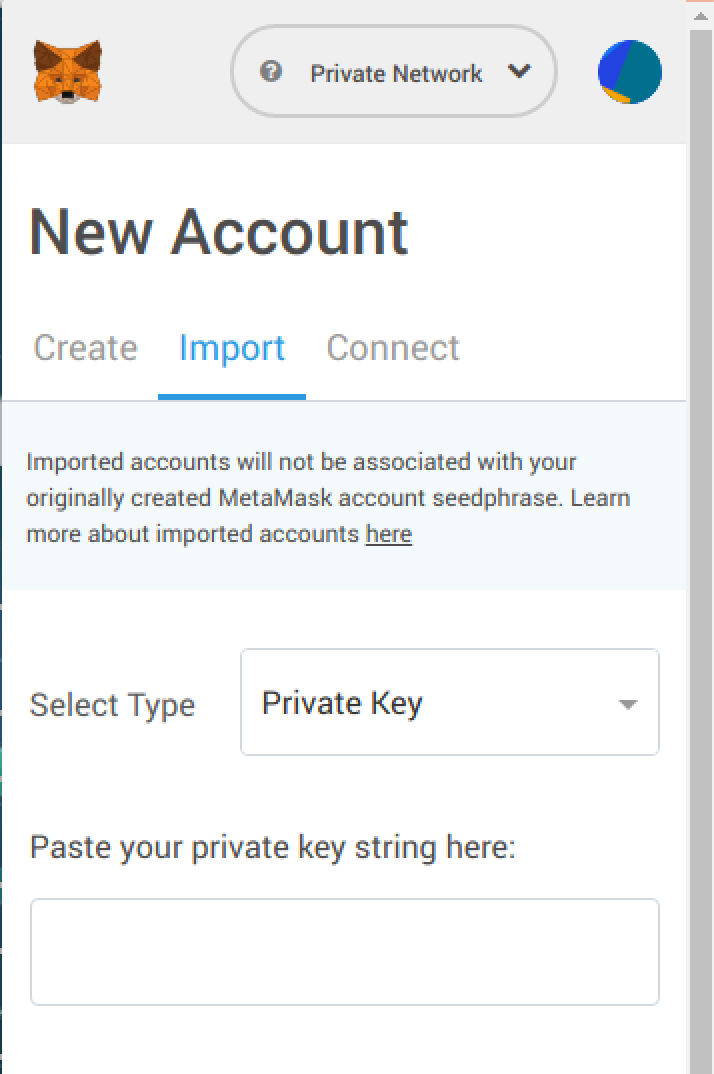 Private Network
New Account
Create Import Connect
Imported accounts will not be associated with your
originally created MetaMask account seedphrase. Learn
more about imported accounts here
Select Type Private Key
Paste your private key string here: